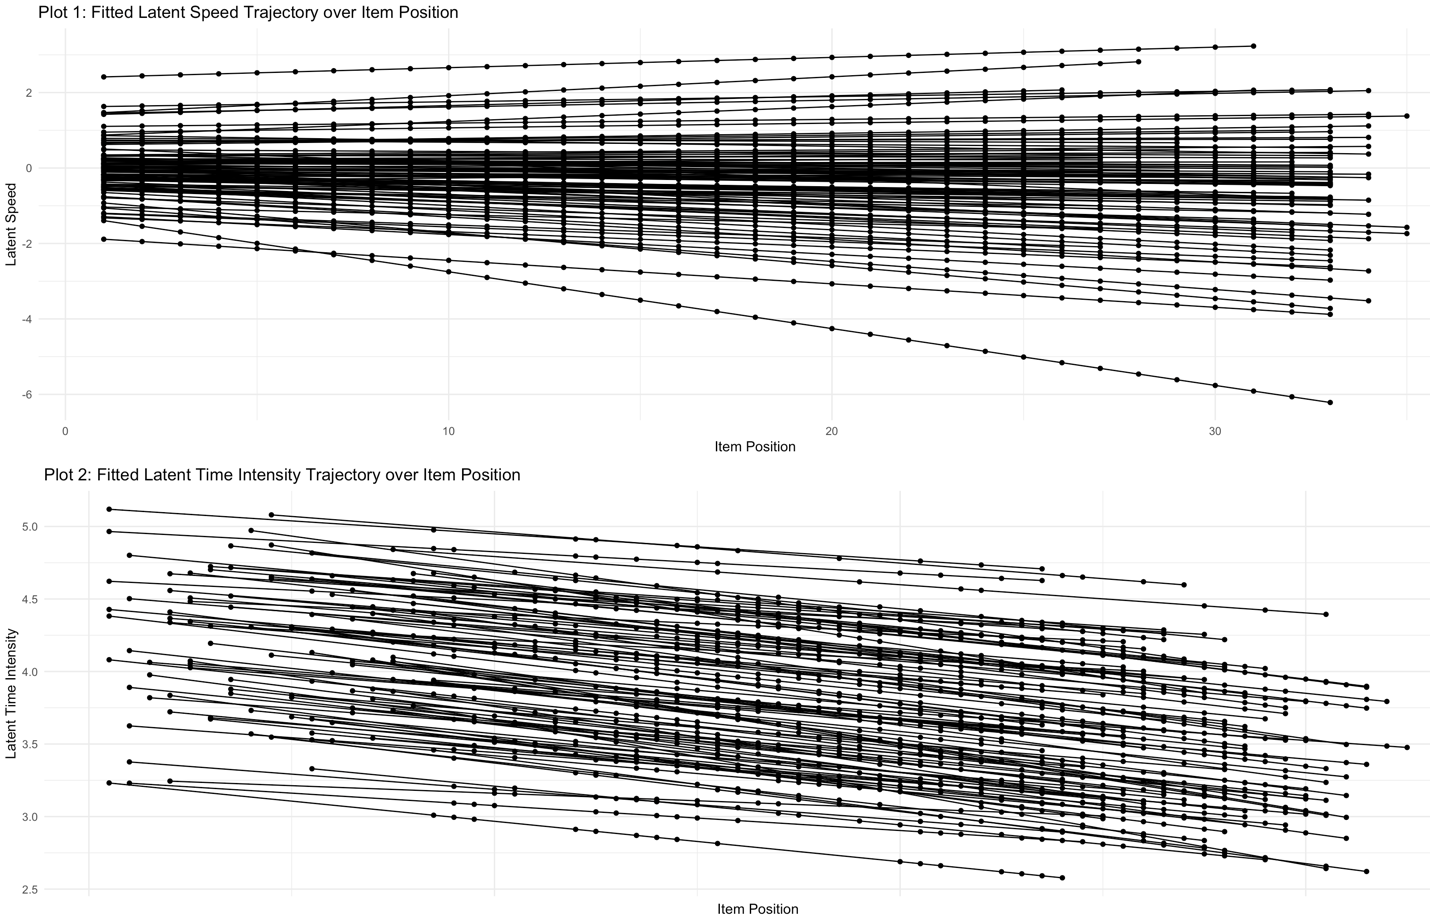 Plot 1: Fitted Latent Speed Trajectory over Item Position
Latent Speed
2
0
-2
-4
-6
0
10
20
30
Item Position
Plot 2: Fitted Latent Time Intensity Trajectory over Item Position
Latent Time Intensity
5.0
4.5
4.0
3.5
3.0
2.5
Item Position